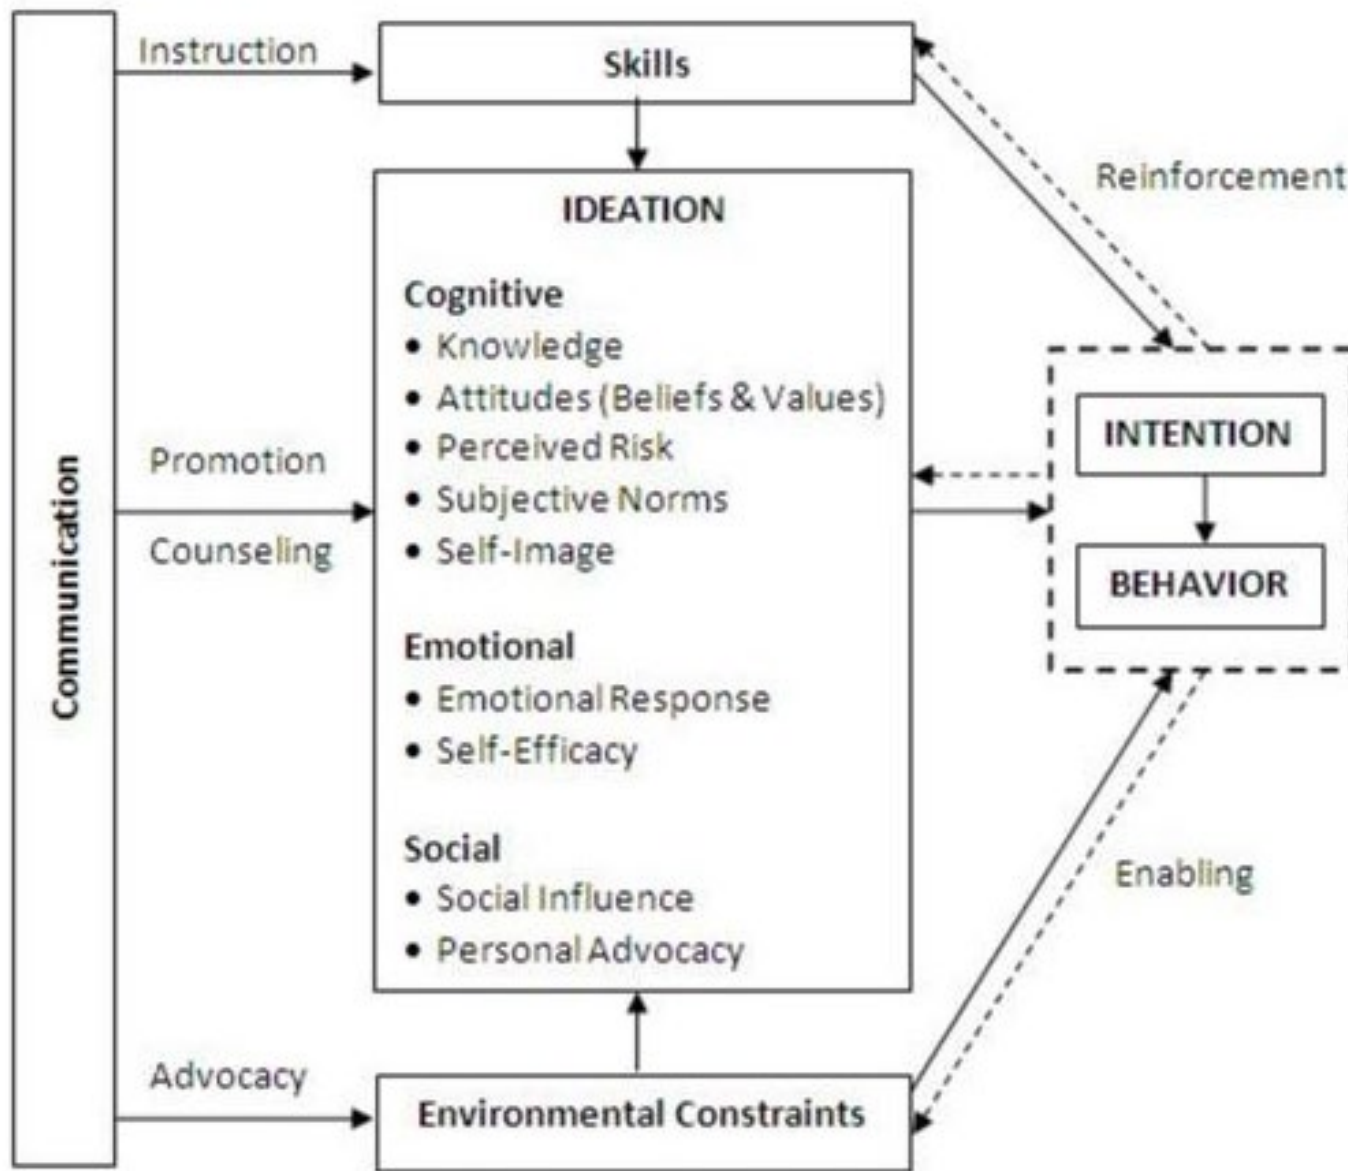 Communication
Instruction
Skills
Reinforcement
IDEATION
Cognitive
• Knowledge
• Attitudes (Beliefs & Values)
• Perceived Risk
• Subjective Norms
• Self-Image
Promotion
Counseling
INTENTION
BEHAVIOR
Emotional
• Emotional Response
• Self-Efficacy
Social
• Social Influence
• Personal Advocacy
Enabling
Advocacy
Environmental Constraints